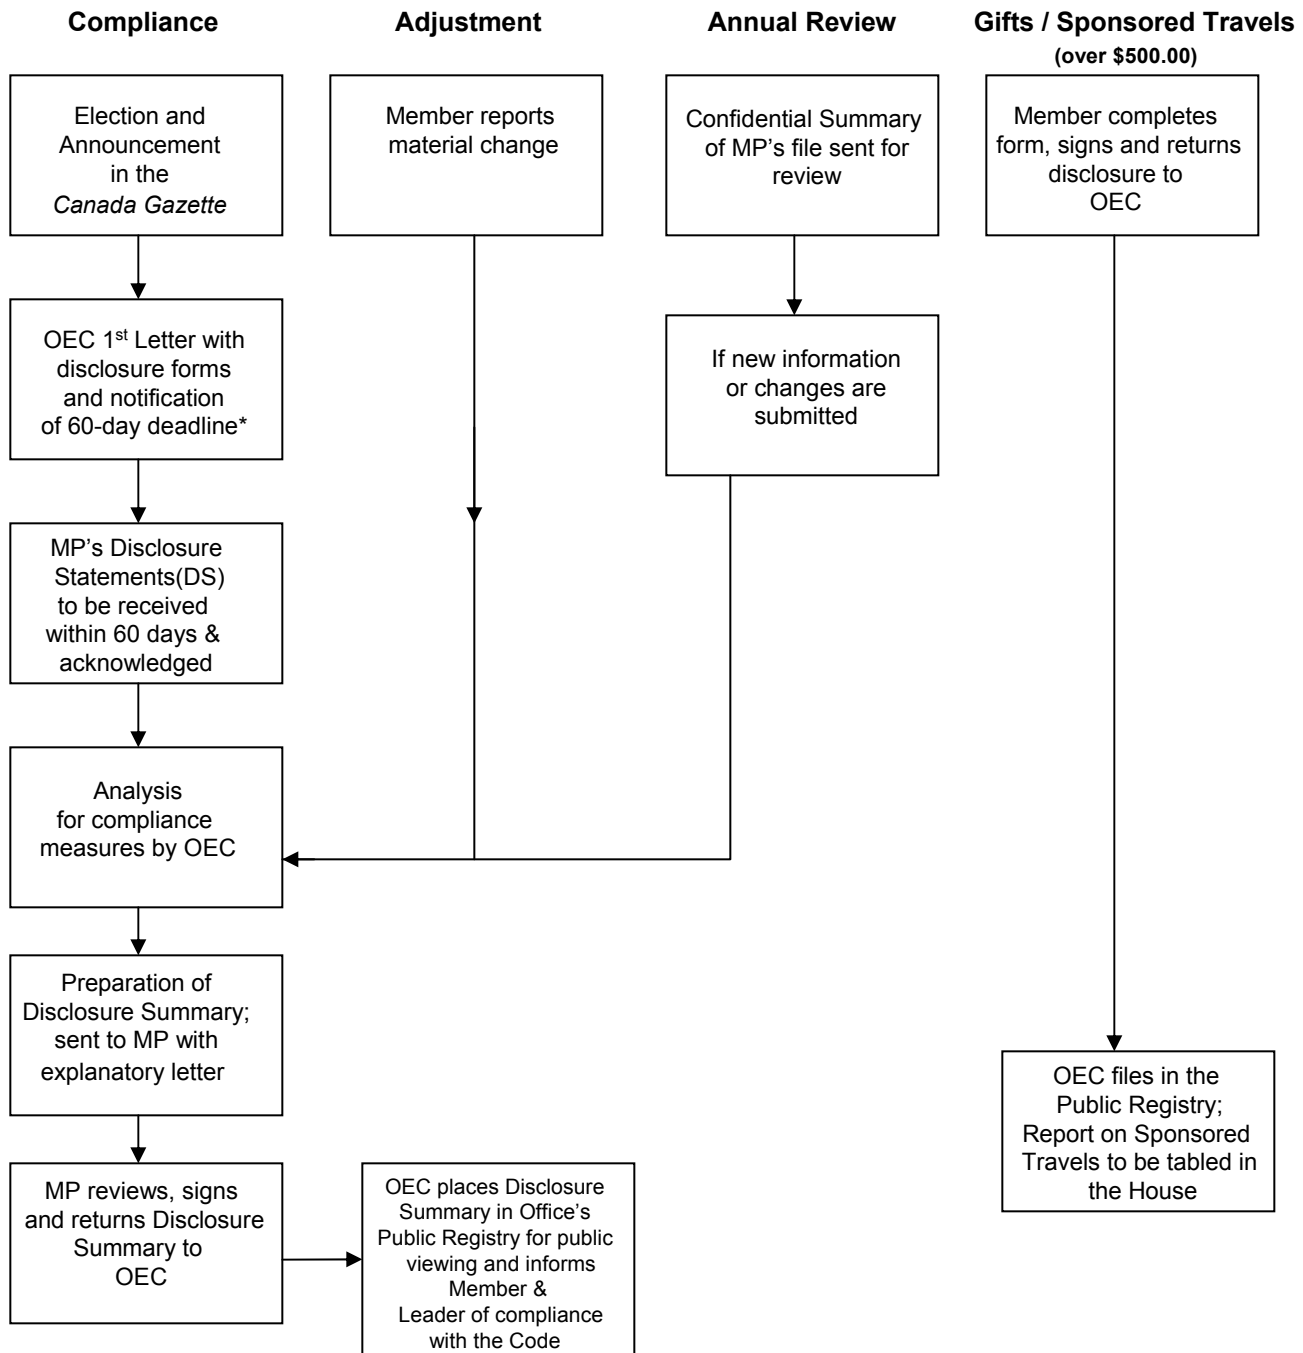 Compliance
Adjustment
Annual Review
Gifts / Sponsored Travels
(over $500.00)
Election and
Announcement
in the
Canada Gazette
Member reports
material change
Confidential Summary
of MP's file sent for
review
Member completes
form, signs and returns
disclosure to
OEC
OEC 1st Letter with
disclosure forms
and notification
of 60-day deadline*
If new information
or changes are
submitted
MP's Disclosure
Statements(DS)
to be received
within 60 days &
acknowledged
Analysis
for compliance
measures by OEC
Preparation of
Disclosure Summary;
sent to MP with
explanatory letter
OEC files in the
Public Registry;
Report on Sponsored
Travels to be tabled in
the House
MP reviews, signs
and returns Disclosure
Summary to
OEC
OEC places Disclosure
Summary in Office's
Public Registry for public
viewing and informs
Member &
Leader of compliance
with the Code